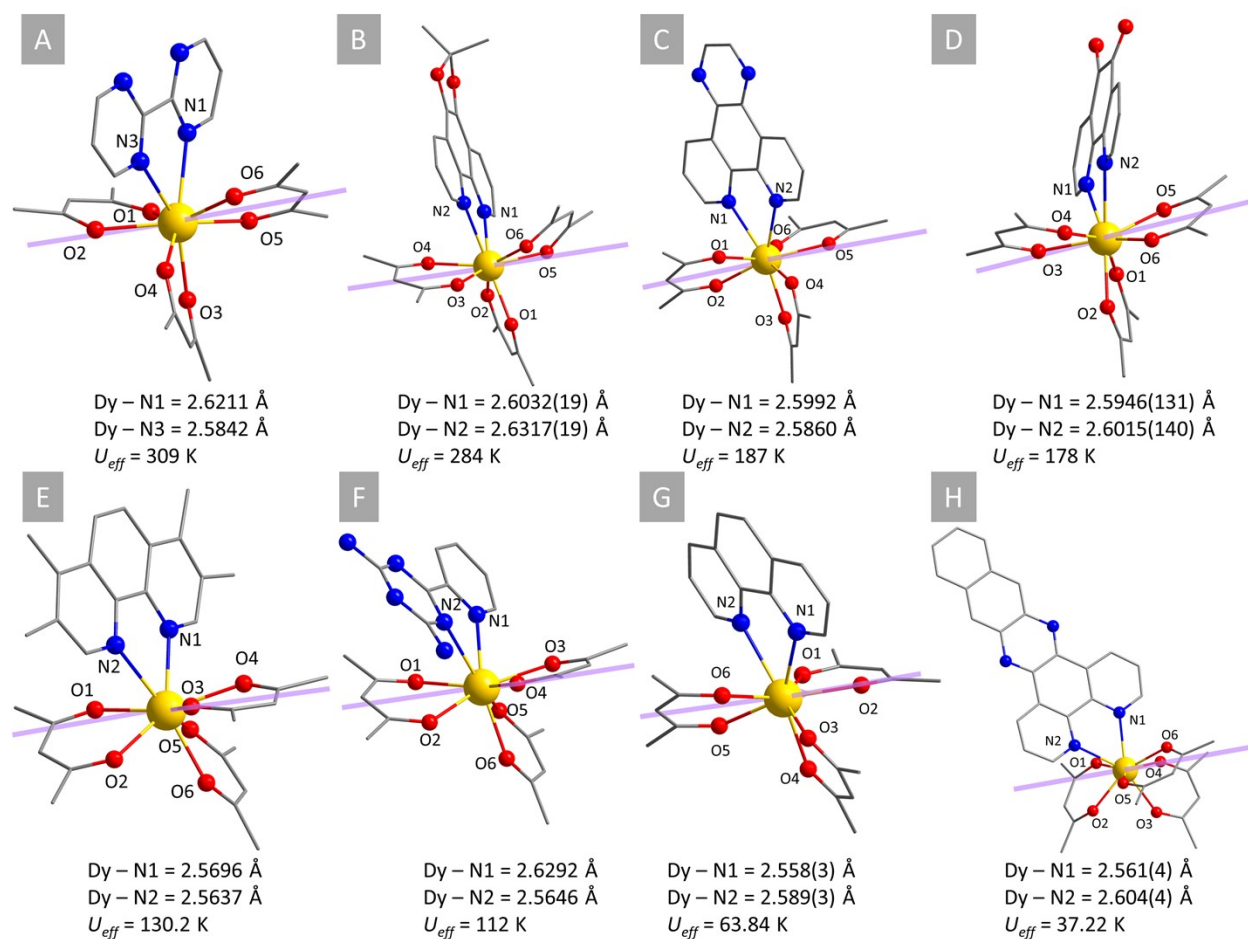 A
B
C
D
N1
N3
O6
O1
O2
O5
O4
O3
N2
N1
O4
O6
O5
O3
O2
O1
N1
N2
O1
O6
O5
O2
O4
O3
N1
N2
O5
O4
O3
O6
O1
O2
Dy – N1 = 2.6211 Å
Dy – N3 = 2.5842 Å
Ueff = 309 K
Dy – N1 = 2.6032(19) Å
Dy – N2 = 2.6317(19) Å
Ueff = 284 K
Dy – N1 = 2.5992 Å
Dy – N2 = 2.5860 Å
Ueff = 187 K
Dy – N1 = 2.5946(131) Å
Dy – N2 = 2.6015(140) Å
Ueff = 178 K
E
F
G
H
N1
N2
O4
O1
O3
O5
O2
O6
N2
N1
O3
O1
O4
O5
O2
O6
N2
N1
O1
O6
O2
O5
O3
O4
N1
N2
O6
O1
O4
O5
O2
O3
Dy – N1 = 2.5696 Å
Dy – N2 = 2.5637 Å
Ueff = 130.2 K
Dy – N1 = 2.6292 Å
Dy – N2 = 2.5646 Å
Ueff = 112 K
Dy – N1 = 2.558(3) Å
Dy – N2 = 2.589(3) Å
Ueff = 63.84 K
Dy – N1 = 2.561(4) Å
Dy – N2 = 2.604(4) Å
Ueff = 37.22 K